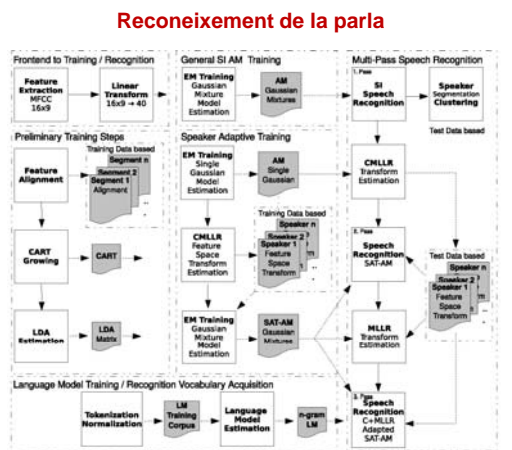 Reconeixement de la parla
Frontend to Training / Recognition
Feature
Extraction
MFCC
16x9
Linear
Transform
16x9 → 40
General SI AM Training
EM Training
Gaussian
Mixture
Model
Estimation
AM
Gaussian
Mixtures
Multi-Pass Speech Recognition
1. Pass
SI
Speech
Recognition
Speaker
Segmentation
Clustering
Test Data based
Preliminary Training Steps
Training Data based
Feature
Alignment
Segment n
Segment 2
Segment 1
Alignment
..
CART
Growing
CART
LDA
Estimation
LDA
Matrix
Speaker Adaptive Training
EM Training
Single
Gaussian
Model
Estimation
AM
Single
Gaussian
Training Data based
CMLLR
Feature
Space
Transform
Estimation
Speaker n
Speaker 2
Speaker 1
Feature
Space
Transform
..
EM Training
Gaussian
Mixture
Model
Estimation
SAT-AM
Gaussian
Mixtures
CMLLR
Transform
Estimation
2. Pass
Speech
Recognition
SAT-AM
Test Data based
Speaker n
Speaker 2
Speaker 1
Feature
Space
Transform
..
MLLR
Transform
Estimation
3. Pass
Speech
Recognition
C+MLLR
Adapted
SAT-AM
Language Model Training / Recognition Vocabulary Acquisition
Tokenization
Normalization
LM
Training
Corpus
Language
Model
Estimation
n-gram
LM